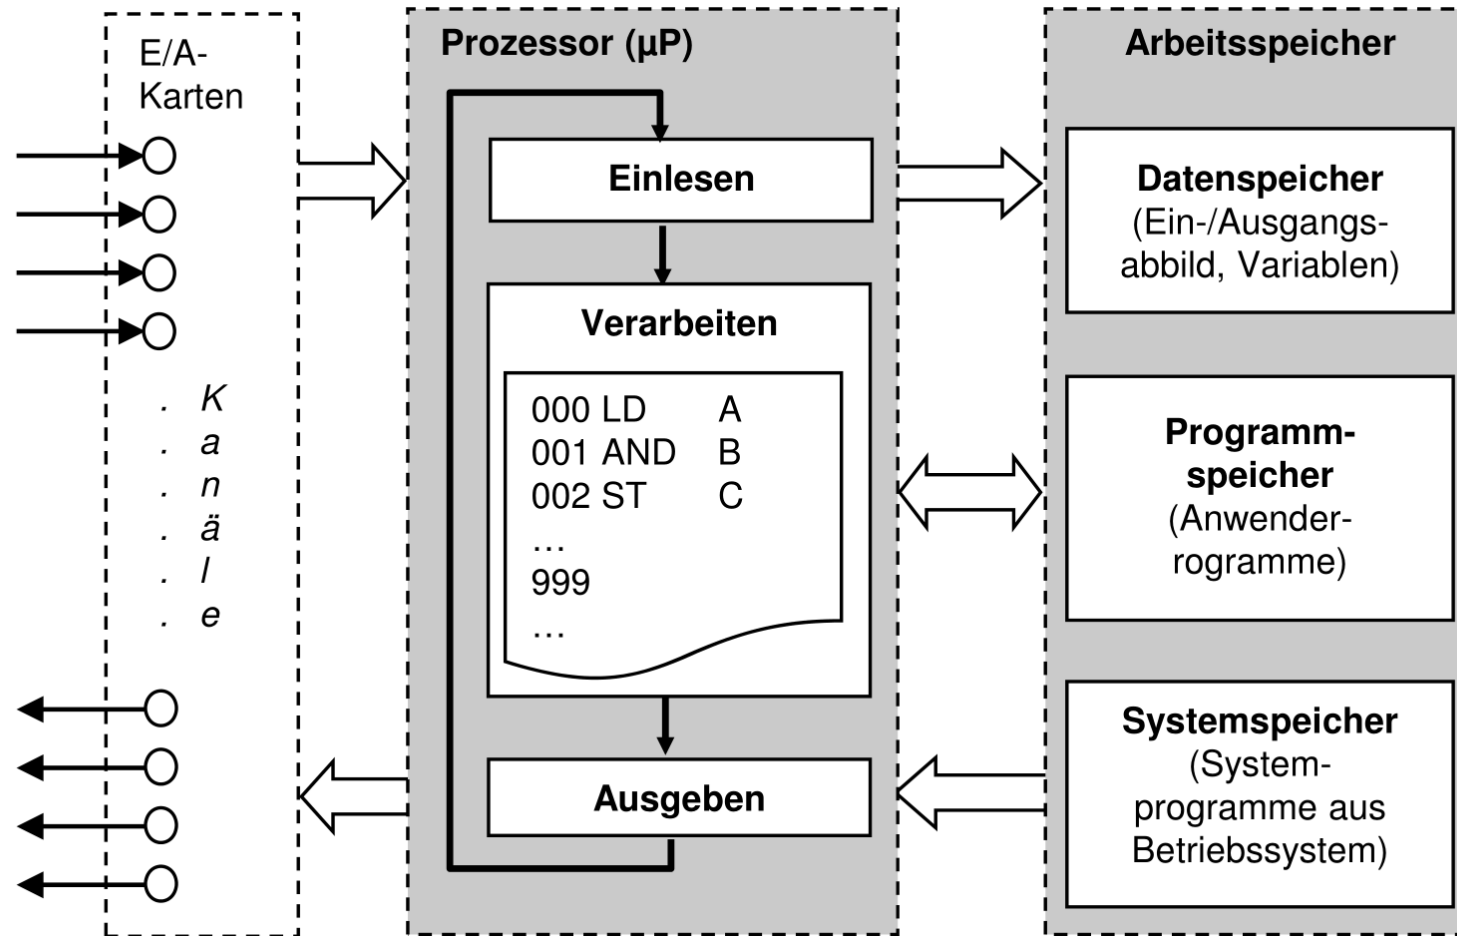 E/A-
Karten
. K
. a
. n
. ä
. l
. e
Prozessor (µP)
Einlesen
Verarbeiten
000 LD A
001 AND B
002 ST C
…
999
…
Ausgeben
Arbeitsspeicher
Datenspeicher
(Ein-/Ausgangs-
abbild, Variablen)
Programm-
speicher
(Anwender-
rogramme)
Systemspeicher
(System-
programme aus
Betriebssystem)